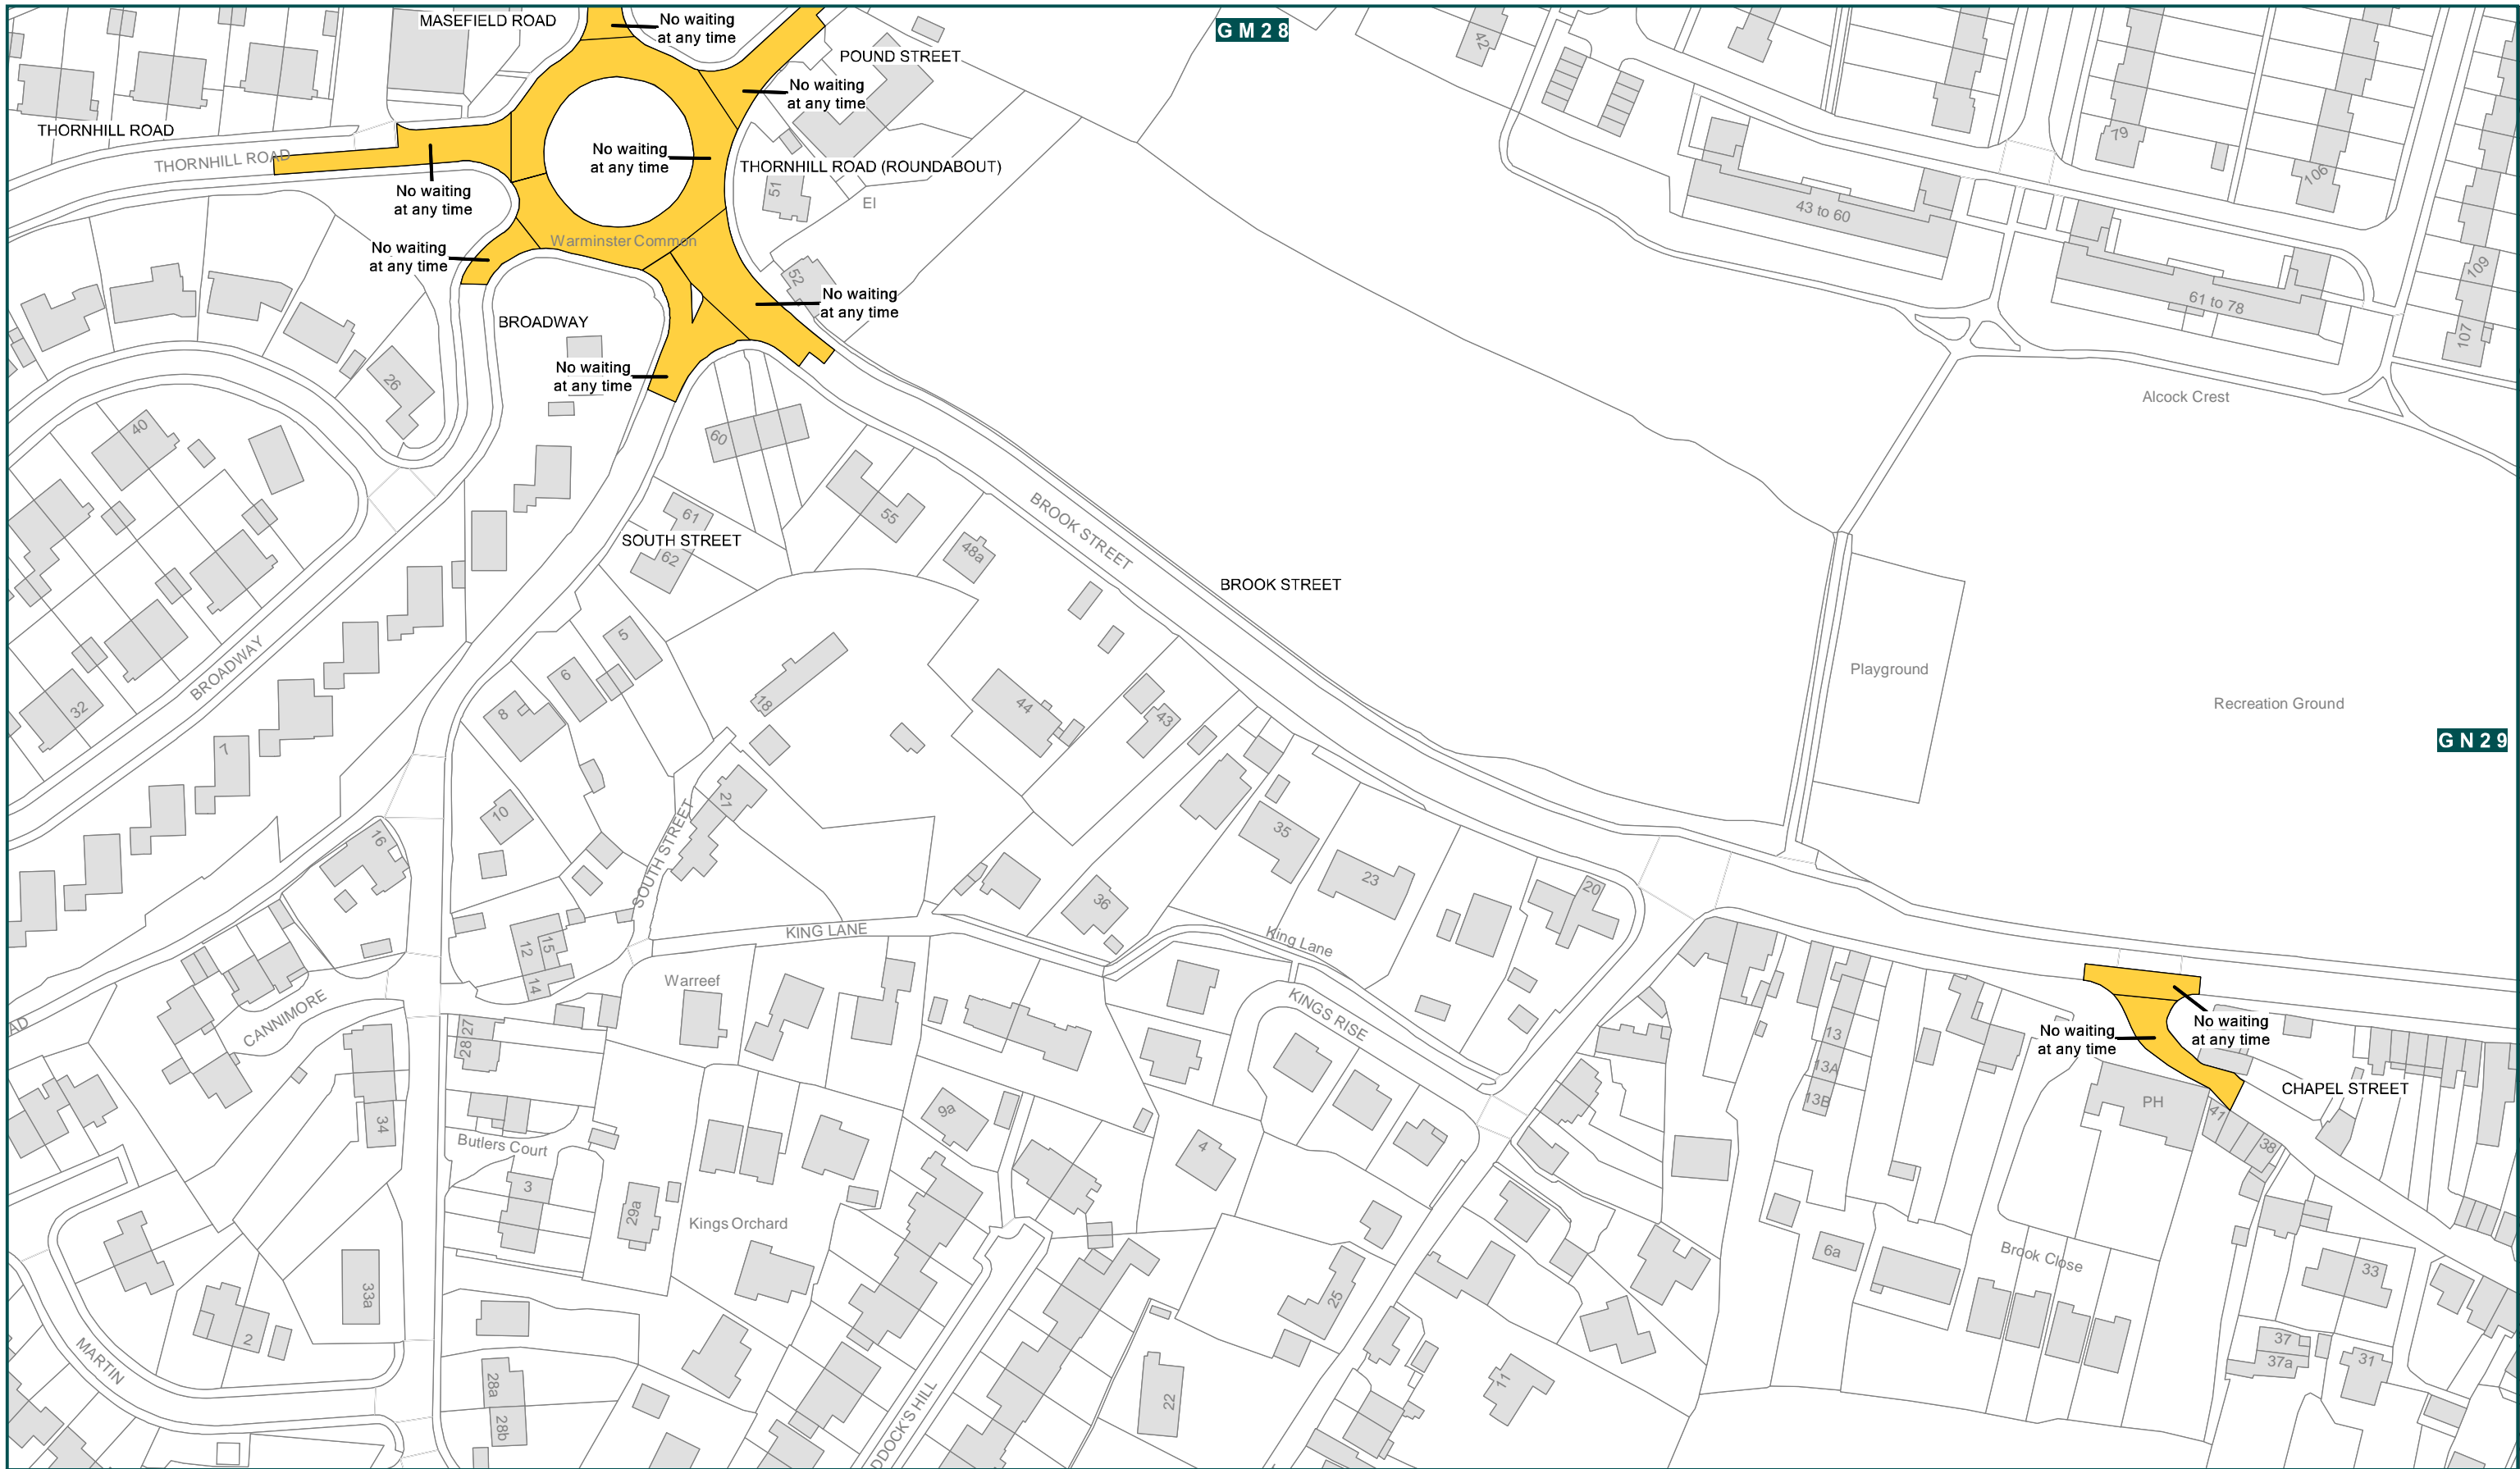 MASEFIELD ROAD
No waiting
at any time
GM28
POUND STREET
42
No waiting
at any time
THORNHILL ROAD
THORNHILL ROAD
79
106
No waiting
at any time
THORNHILL ROAD (ROUNDABOUT)
51
El
No waiting
at any time
43 to 60
Warminster Common
No waiting
at any time
52
No waiting
at any time
109
61 to 78
107
BROADWAY
No waiting
at any time
26
Alcock Crest
40
60
61
55
BROOK STREET
SOUTH STREET
62
48a
BROOK STREET
5
6
18
BROADWAY
32
8
44
43
Playground
Recreation Ground
GN29
7
10
21
SOUTH STREET
16
35
23
20
36
KING LANE
King Lane
12
15
14
Warreef
CANNIMORE
AD
KINGS RISE
27
28
13
13A
13B
No waiting
at any time
No waiting
at any time
CHAPEL STREET
PH
41
38
34
9a
4
Butlers Court
3
29a
Kings Orchard
6a
Brook Close
33
33a
2
25
37
37a
31
MARTIN
28a
28b
DDOCK'S HILL
22
11